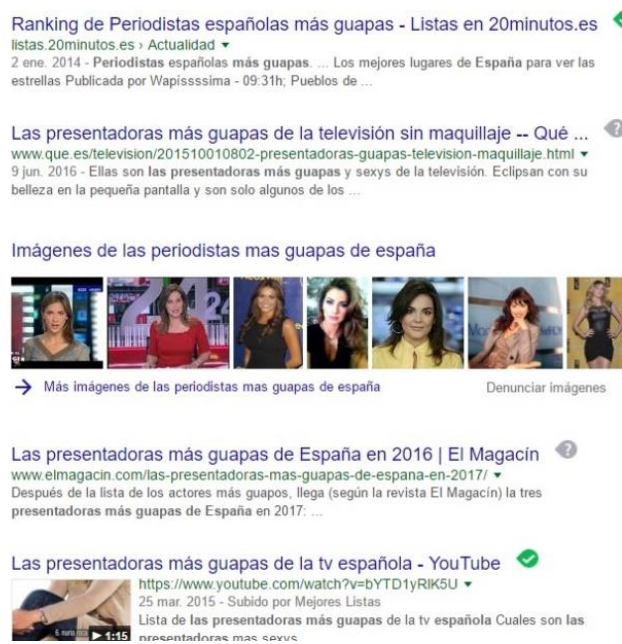 Ranking de Periodistas españolas más guapas - Listas en 20minutos.es
listas.20minutos.es › Actualidad
2 ene. 2014 - Periodistas españolas más guapas. ... Los mejores lugares de España para ver las
estrellas Publicada por Wapíssssima - 09:31h; Pueblos de ...
Las presentadoras más guapas de la televisión sin maquillaje -- Qué ...
www.que.es/television/201510010802-presentadoras-guapas-television-maquillaje.html
9 jun. 2016 - Ellas son las presentadoras más guapas y sexys de la televisión. Eclipsan con su
belleza en la pequeña pantalla y son solo algunos de los ...
Imágenes de las periodistas mas guapas de españa
24
Más imágenes de las periodistas mas guapas de españa
Denunciar imágenes
Las presentadoras más guapas de España en 2016 | El Magacín
www.elmagacin.com/las-presentadoras-mas-guapas-de-espana-en-2017/
Después de la lista de los actores más guapos, llega (según la revista El Magacín) la tres
presentadoras más guapas de España en 2017: ...
Las presentadoras más guapas de la tv española - YouTube
https://www.youtube.com/watch?v=bYTD1yRlK5U
25 mar. 2015 - Subido por Mejores Listas
Lista de las presentadoras más guapas de la tv española Cuales son las
1:15
presentadoras mas sexys